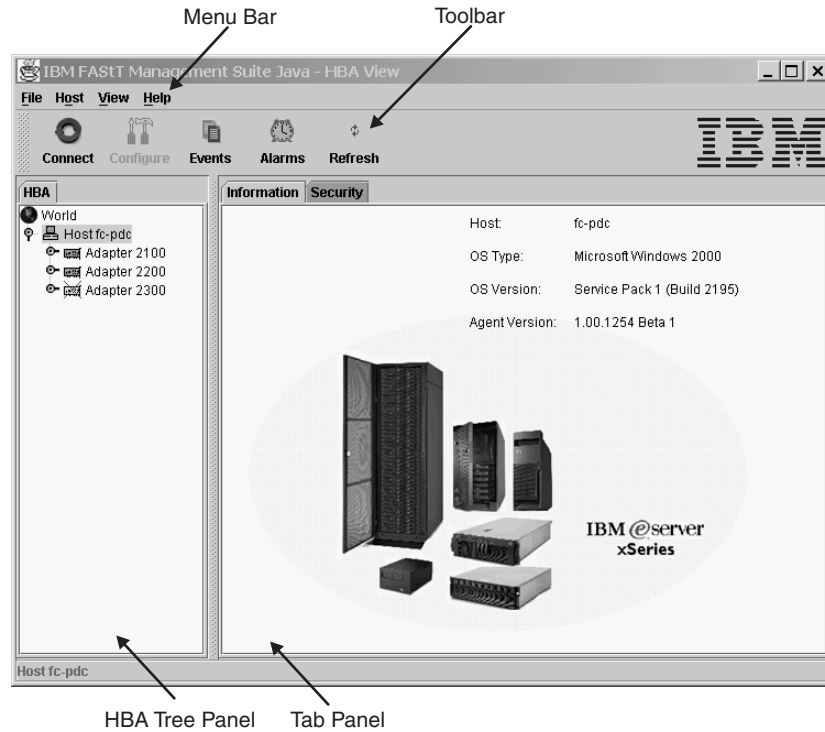 Menu Bar
Toolbar
IBM FAStT Management Suite Java - HBA View
File Host View Help
Connect Configure Events Alarms Refresh
IBM
HBA
Information Security
World
Host fc-pdc
Adapter 2100
Adapter 2200
Adapter 2300
Host: fc-pdc
OS Type: Microsoft Windows 2000
OS Version: Service Pack 1 (Build 2195)
Agent Version: 1.00.1254 Beta 1
IBM @server
xSeries
Host fc-pdc
HBA Tree Panel
Tab Panel